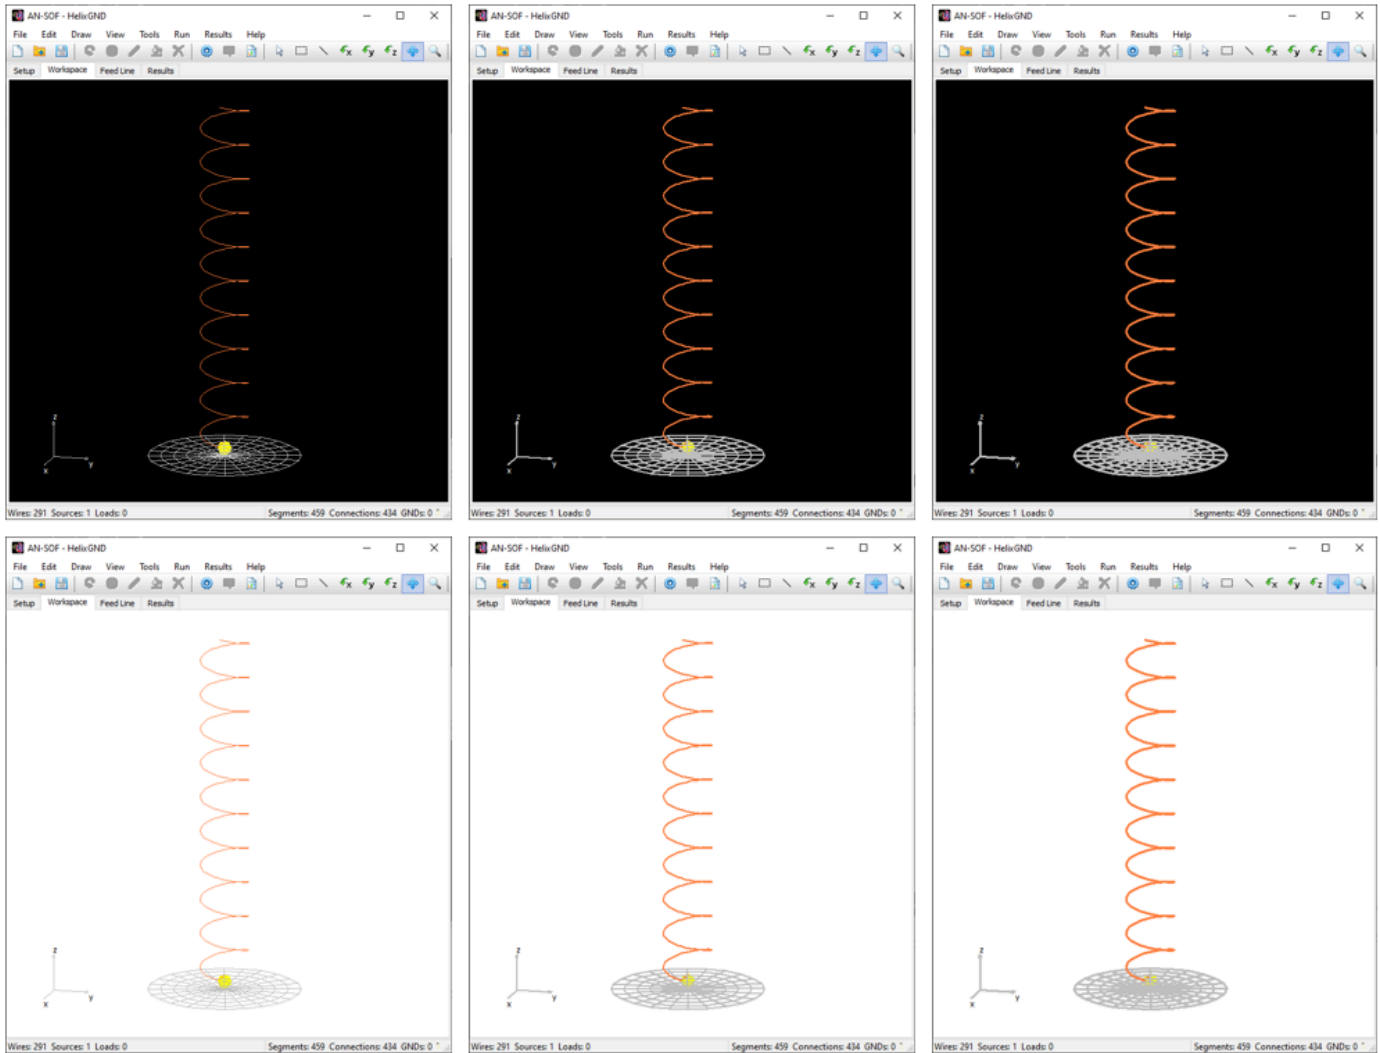 AN-SOF - HelixGND
File Edit Draw View Tools Run Results Help
Setup Workspace Feed Line Results
z
x
y
Wires: 291 Sources: 1 Loads: 0 Segments: 459 Connections: 434 GNDs: 0
AN-SOF - HelixGND
File Edit Draw View Tools Run Results Help
Setup Workspace Feed Line Results
z
x
y
Wires: 291 Sources: 1 Loads: 0 Segments: 459 Connections: 434 GNDs: 0
AN-SOF - HelixGND
File Edit Draw View Tools Run Results Help
Setup Workspace Feed Line Results
z
x
y
Wires: 291 Sources: 1 Loads: 0 Segments: 459 Connections: 434 GNDs: 0
AN-SOF - HelixGND
File Edit Draw View Tools Run Results Help
Setup Workspace Feed Line Results
z
x
y
Wires: 291 Sources: 1 Loads: 0 Segments: 459 Connections: 434 GNDs: 0
AN-SOF - HelixGND
File Edit Draw View Tools Run Results Help
Setup Workspace Feed Line Results
z
x
y
Wires: 291 Sources: 1 Loads: 0 Segments: 459 Connections: 434 GNDs: 0
AN-SOF - HelixGND
File Edit Draw View Tools Run Results Help
Setup Workspace Feed Line Results
z
x
y
Wires: 291 Sources: 1 Loads: 0 Segments: 459 Connections: 434 GNDs: 0